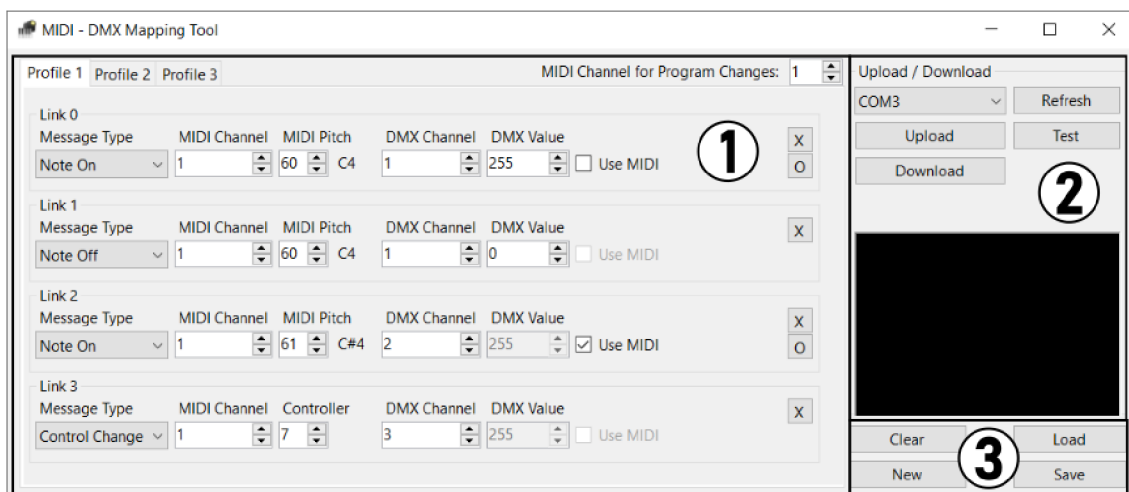 MIDI - DMX Mapping Tool
Profile 1 Profile 2 Profile 3 MIDI Channel for Program Changes: 1
Link 0
Message Type MIDI Channel MIDI Pitch DMX Channel DMX Value
Note On 1 60 C4 1 255 Use MIDI X
O
1
Link 1
Message Type MIDI Channel MIDI Pitch DMX Channel DMX Value X
Note Off 1 60 C4 1 0 Use MIDI
Link 2
Message Type MIDI Channel MIDI Pitch DMX Channel DMX Value X
Note On 1 61 C#4 2 255 Use MIDI O
Link 3
Message Type MIDI Channel Controller DMX Channel DMX Value X
Control Change 1 7 3 255 Use MIDI
Upload / Download
COM3 Refresh
Upload Test
Download
2
Clear Load
3
New Save